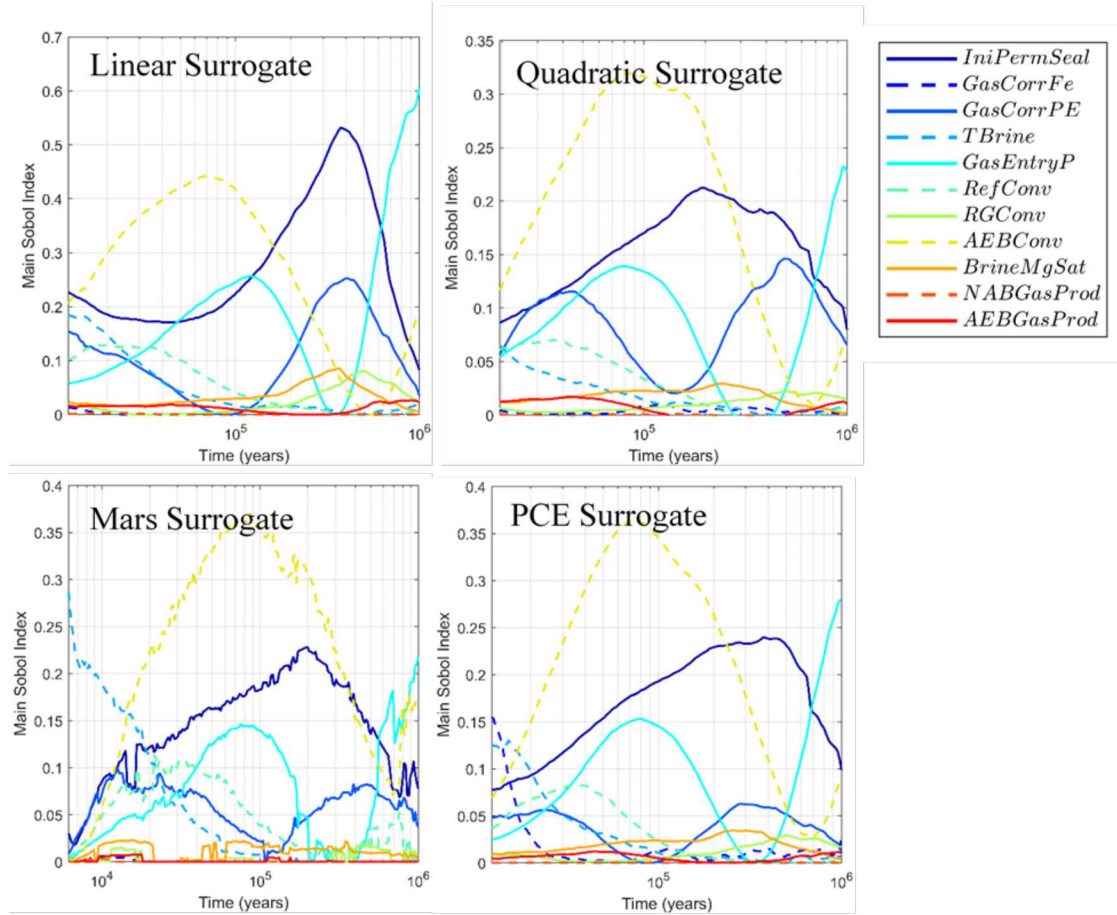 Linear Surrogate
Main Sobol Index
0.7
0.6
0.5
0.4
0.3
0.2
0.1
0
10^5
10^6
Time (years)
Quadratic Surrogate
Main Sobol Index
0.35
0.3
0.25
0.2
0.15
0.1
0.05
0
10^5
10^6
Time (years)
IniPermSeal
GasCorrFe
GasCorrPE
TBrine
GasEntryP
RefConv
RGConv
AEBConv
BrineMgSat
NABGasProd
AEBGasProd
Mars Surrogate
Main Sobol Index
0.4
0.35
0.3
0.25
0.2
0.15
0.1
0.05
0
10^4
10^5
10^6
Time (years)
PCE Surrogate
Main Sobol Index
0.4
0.35
0.3
0.25
0.2
0.15
0.1
0.05
0
10^5
10^6
Time (years)